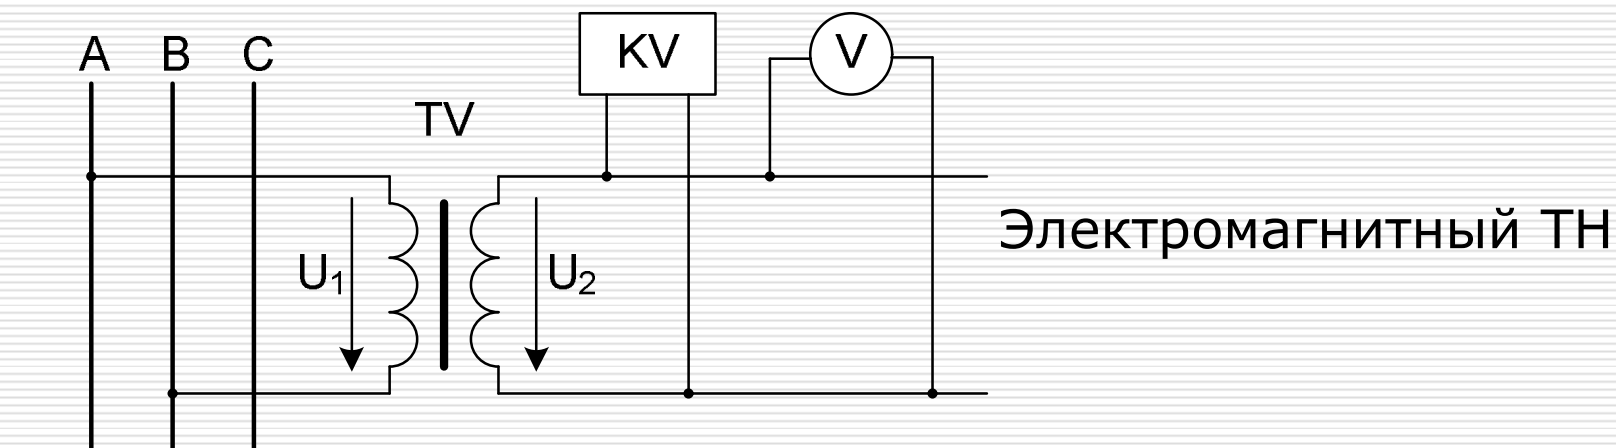 A B C
KV
V
TV
U₁
U₂
Электромагнитный ТН